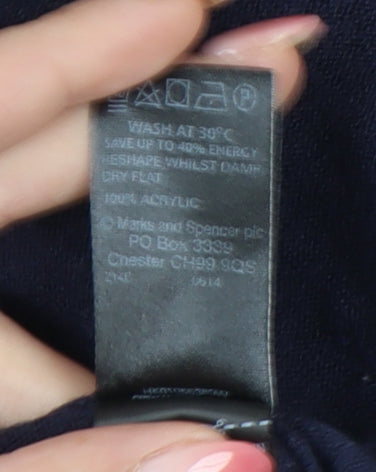 P
WASH AT 30°C
SAVE UP TO 40% ENERGY
RESHAPE WHILST DAMP
DRY FLAT
100% ACRYLIC
© Marks and Spencer plc
PO Box 3339
Chester CH99 9QS
0614